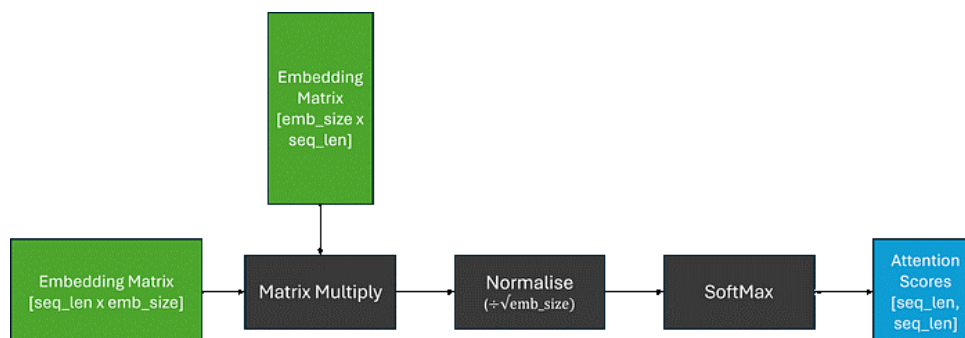 Embedding
Matrix
[emb_size x
seq_len]
Embedding Matrix
[seq_len x emb_size]
Matrix Multiply
Normalise
(÷√emb_size)
SoftMax
Attention
Scores
[seq_len,
seq_len]